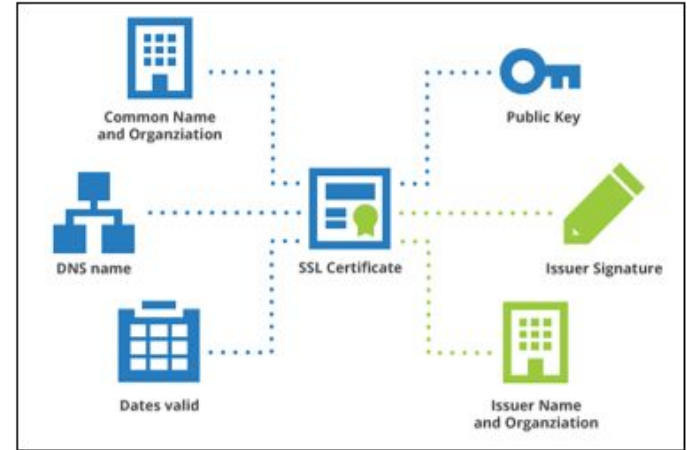 Common Name
and Organziation
Public Key
DNS name
SSL Certificate
Issuer Signature
Dates valid
Issuer Name
and Organziation